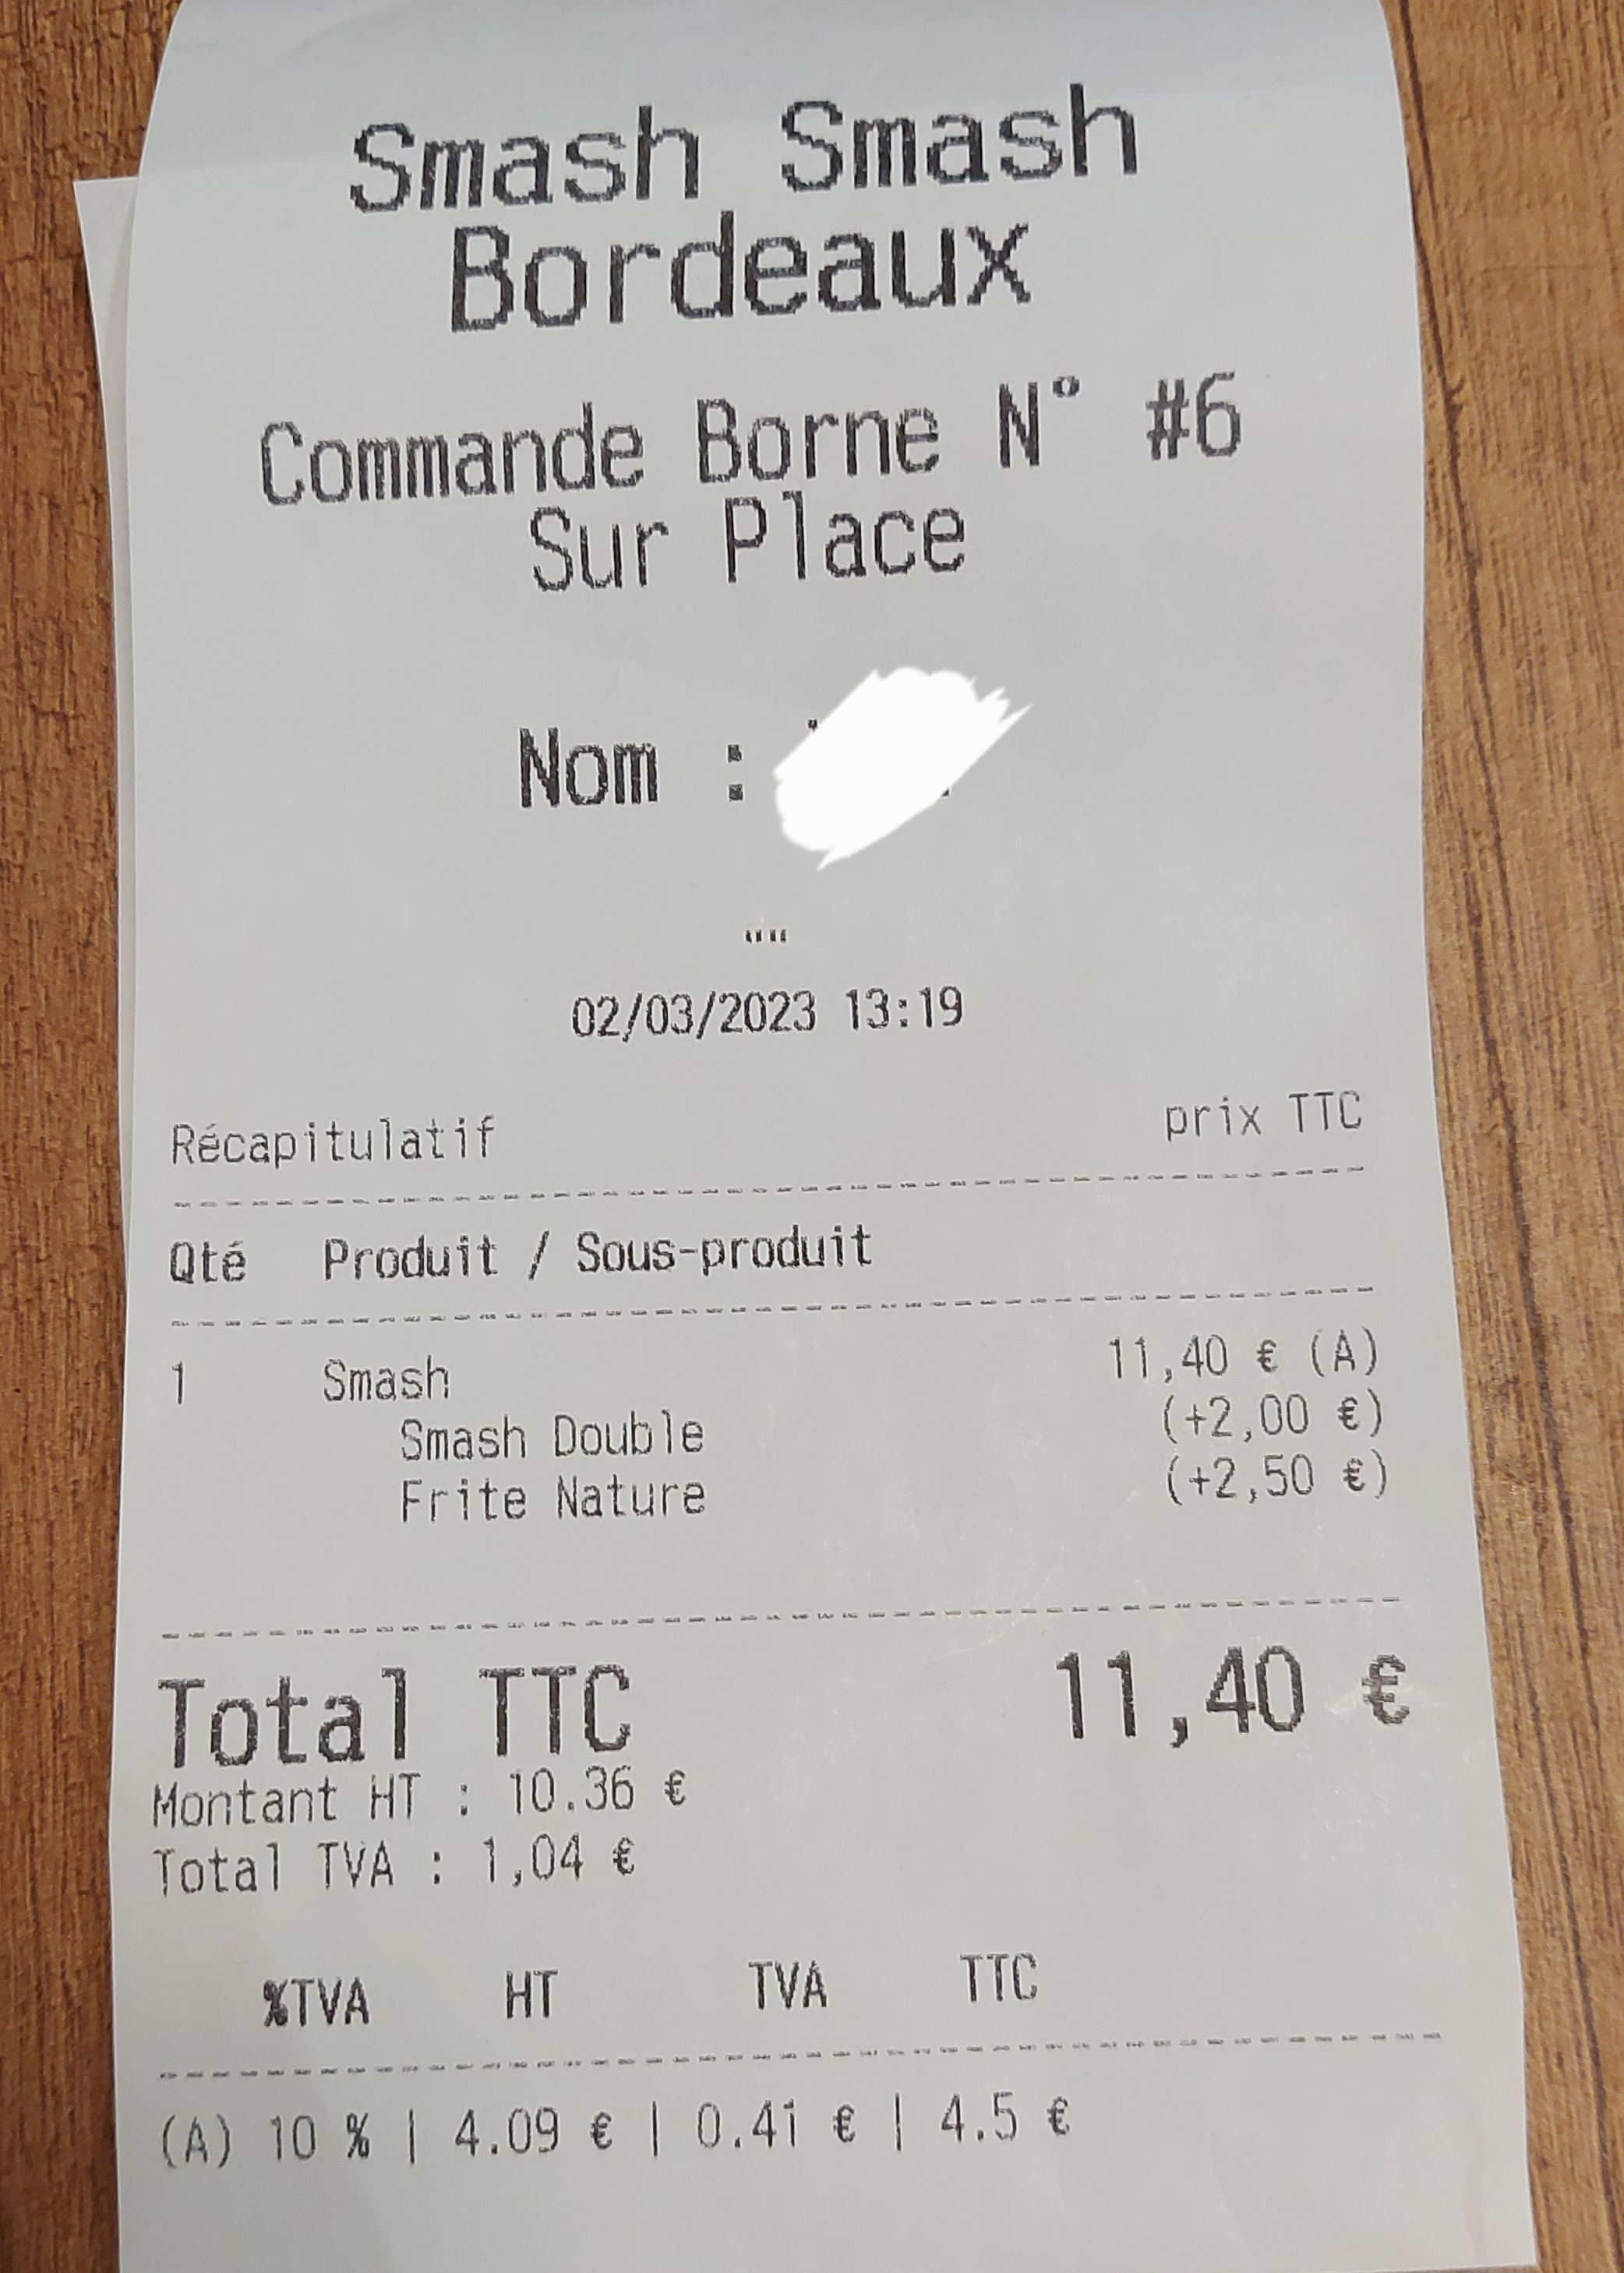 Smash Smash
Bordeaux
Commande Borne N° #6
Sur Place
Nom :
""
02/03/2023 13:19
Récapitulatif prix TTC
Qté Produit / Sous-produit
1 Smash 11,40 € (A)
Smash Double (+2,00 €)
Frite Nature (+2,50 €)
Total TTC 11,40 €
Montant HT : 10.36 €
Total TVA : 1,04 €
%TVA HT TVA TTC
(A) 10 % | 4.09 € | 0.41 € | 4.5 €